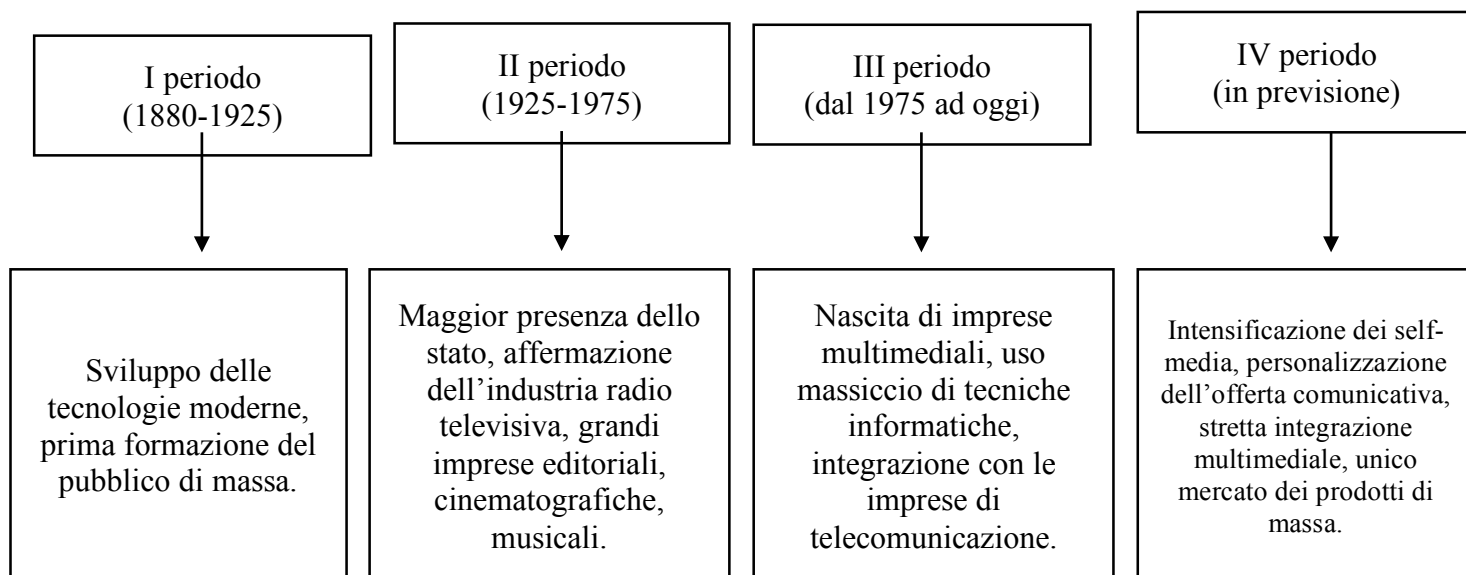 I periodo
(1880-1925)
II periodo
(1925-1975)
III periodo
(dal 1975 ad oggi)
IV periodo
(in previsione)
Sviluppo delle
tecnologie moderne,
prima formazione del
pubblico di massa.
Maggior presenza dello
stato, affermazione
dell’industria radio
televisiva, grandi
imprese editoriali,
cinematografiche,
musicali.
Nascita di imprese
multimediali, uso
massiccio di tecniche
informatiche,
integrazione con le
imprese di
telecomunicazione.
Intensificazione dei self-
media, personalizzazione
dell’offerta comunicativa,
stretta integrazione
multimediale, unico
mercato dei prodotti di
massa.